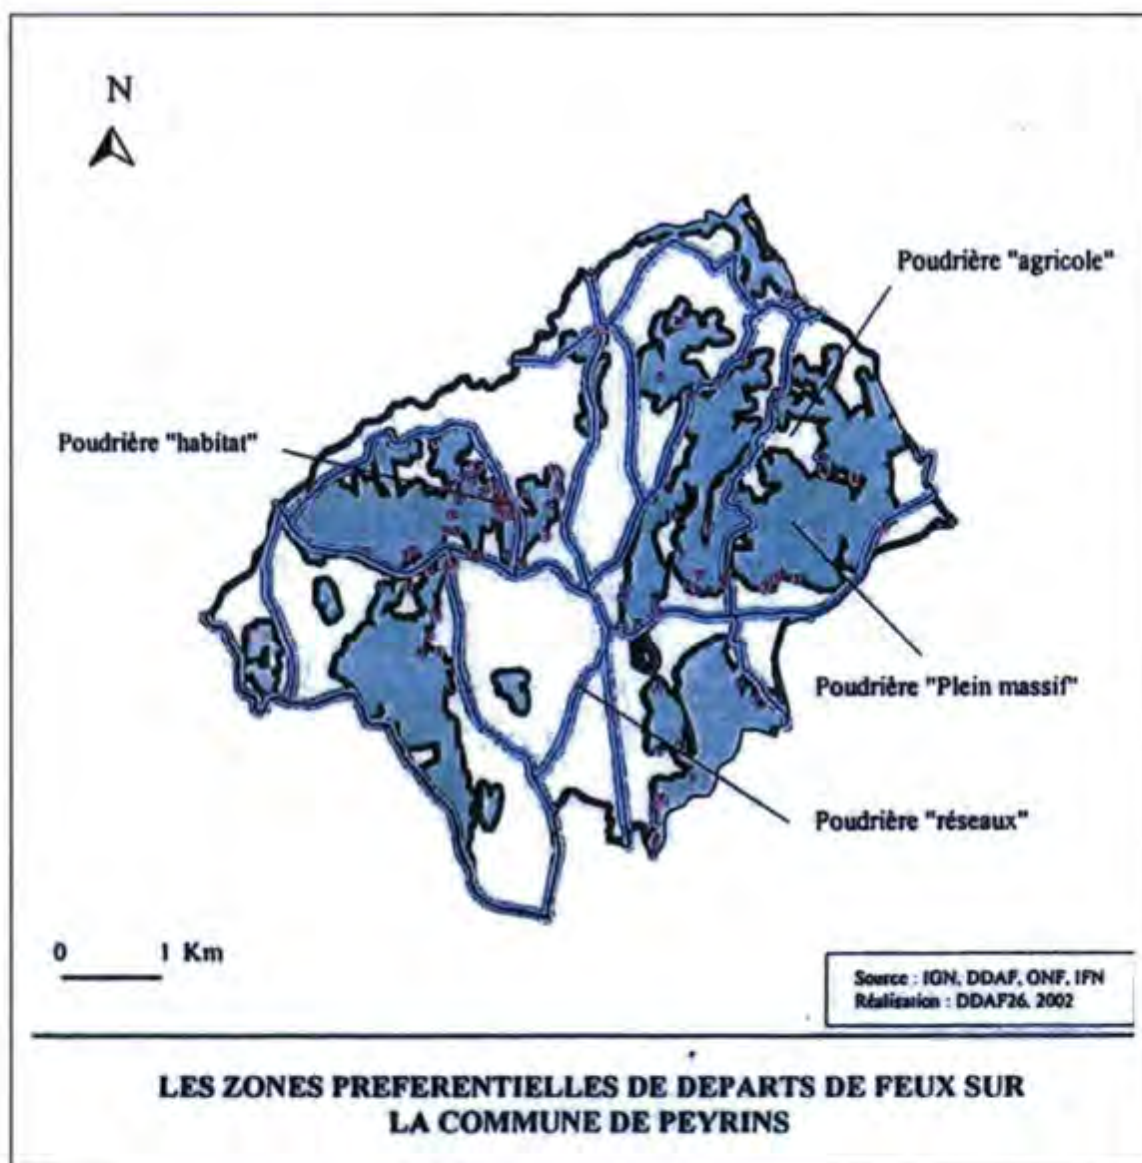 N
Poudrière "agricole"
Poudrière "habitat"
Poudrière "Plein massif"
Poudrière "réseaux"
0 1 Km
Source : IGN, DDAF, ONF, IFN
Réalisation : DDAF26, 2002
LES ZONES PREFERENTIELLES DE DEPARTS DE FEUX SUR
LA COMMUNE DE PEYRINS